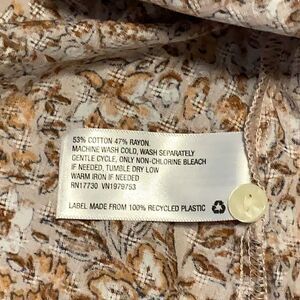 53% COTTON 47% RAYON.
MACHINE WASH COLD, WASH SEPARATELY
GENTLE CYCLE, ONLY NON-CHLORINE BLEACH
IF NEEDED, TUMBLE DRY LOW
WARM IRON IF NEEDED
RN17730 VN1979753
LABEL MADE FROM 100% RECYCLED PLASTIC